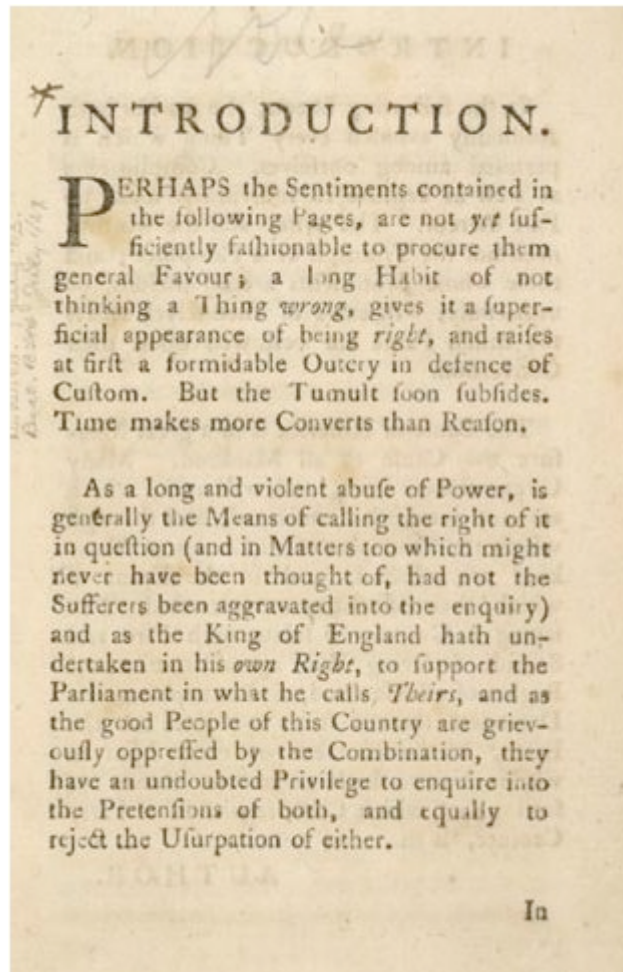 INTRODUCTION.
PERHAPS the Sentiments contained in
the following Pages, are not yet ſuf-
ficiently faſhionable to procure them
general Favour; a long Habit of not
thinking a Thing wrong, gives it a ſuper-
ficial appearance of being right, and raiſes
at firſt a formidable Outcry in defence of
Cuſtom. But the Tumult ſoon ſubſides.
Time makes more Converts than Reaſon.
As a long and violent abuſe of Power, is
generally the Means of calling the right of it
in queſtion (and in Matters too which might
never have been thought of, had not the
Sufferers been aggravated into the enquiry)
and as the King of England hath un-
dertaken in his own Right, to ſupport the
Parliament in what he calls Theirs, and as
the good People of this Country are griev-
ouſly oppreſſed by the Combination, they
have an undoubted Privilege to enquire into
the Pretenſions of both, and equally to
reject the Uſurpation of either.
In